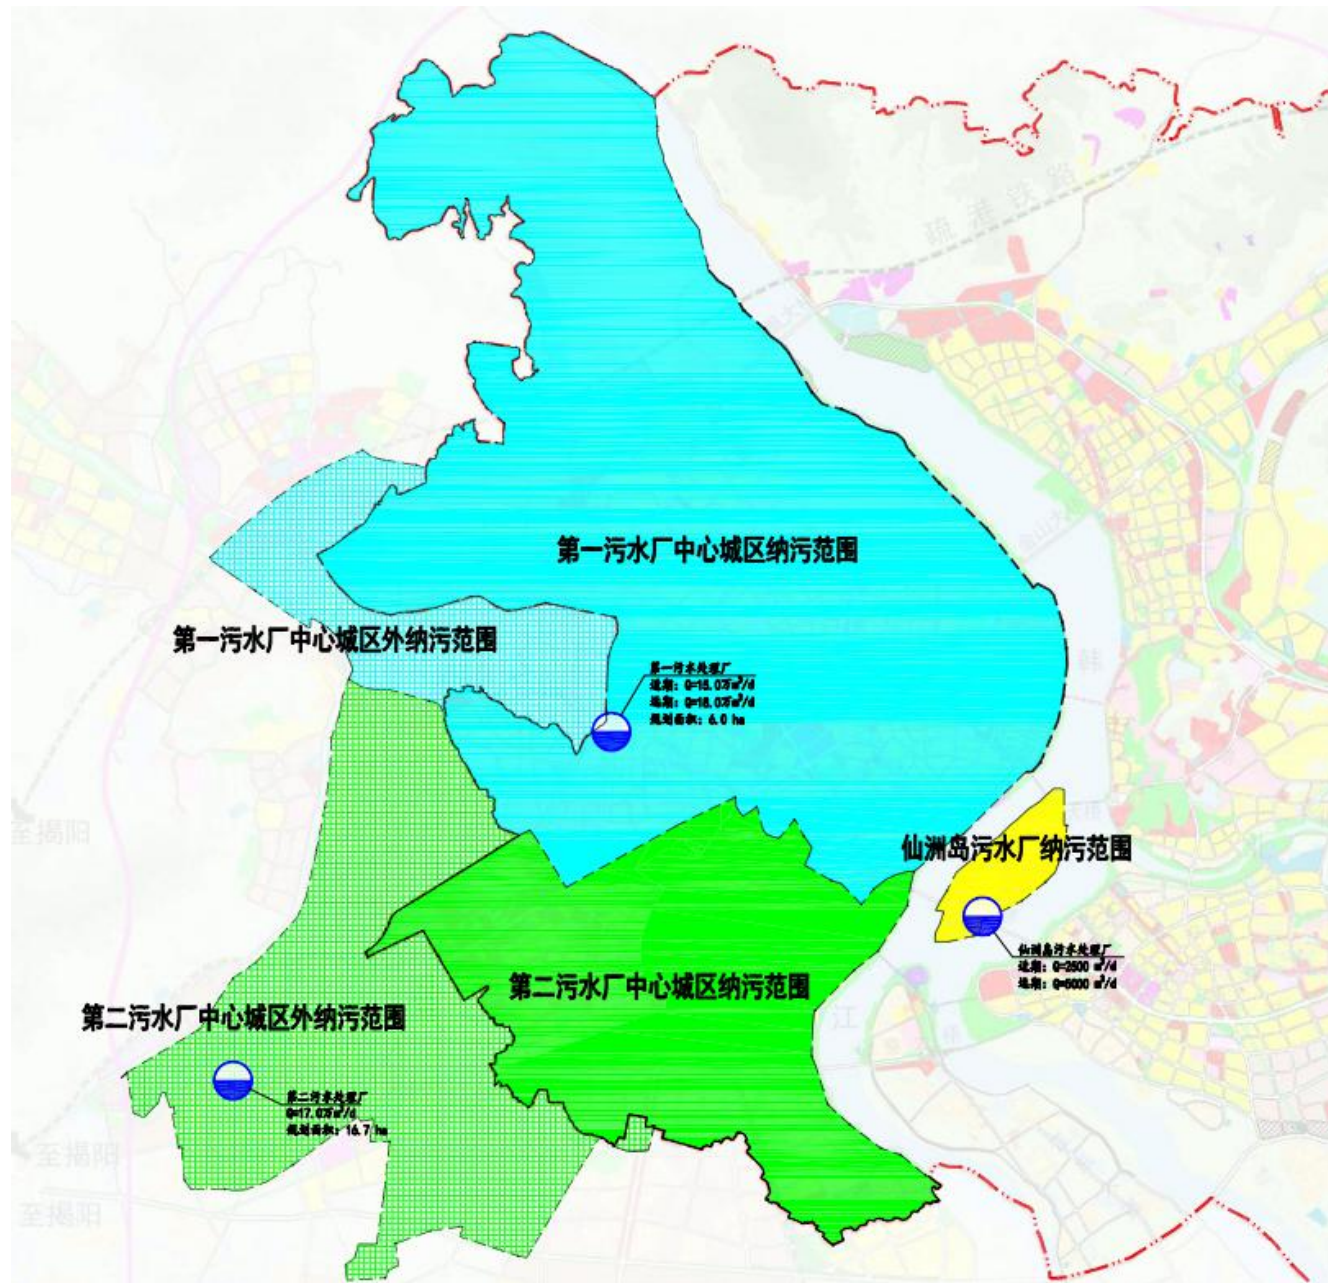 疏港铁路
第一污水厂中心城区纳污范围
第一污水厂中心城区外纳污范围
第一污水处理厂
近期：Q=15.0万m³/d
远期：Q=18.0万m³/d
规划面积：6.0 ha
韩
至揭阳
仙洲岛污水厂纳污范围
仙洲岛污水处理厂
近期：Q=2500 m³/d
远期：Q=5000 m³/d
第二污水厂中心城区纳污范围
江
第二污水厂中心城区外纳污范围
第二污水处理厂
Q=17.0万m³/d
规划面积：16.7 ha
至揭阳
至揭阳